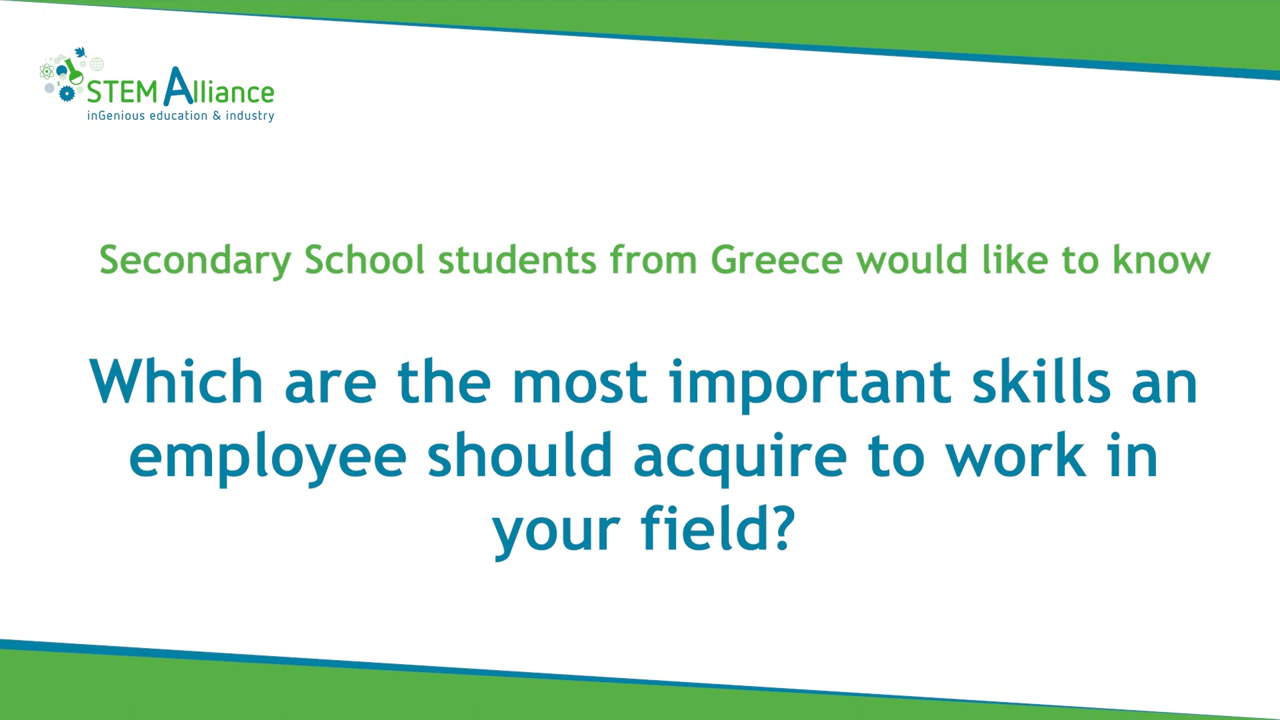 STEM Alliance
inGenious education & industry
Secondary School students from Greece would like to know
Which are the most important skills an
employee should acquire to work in
your field?